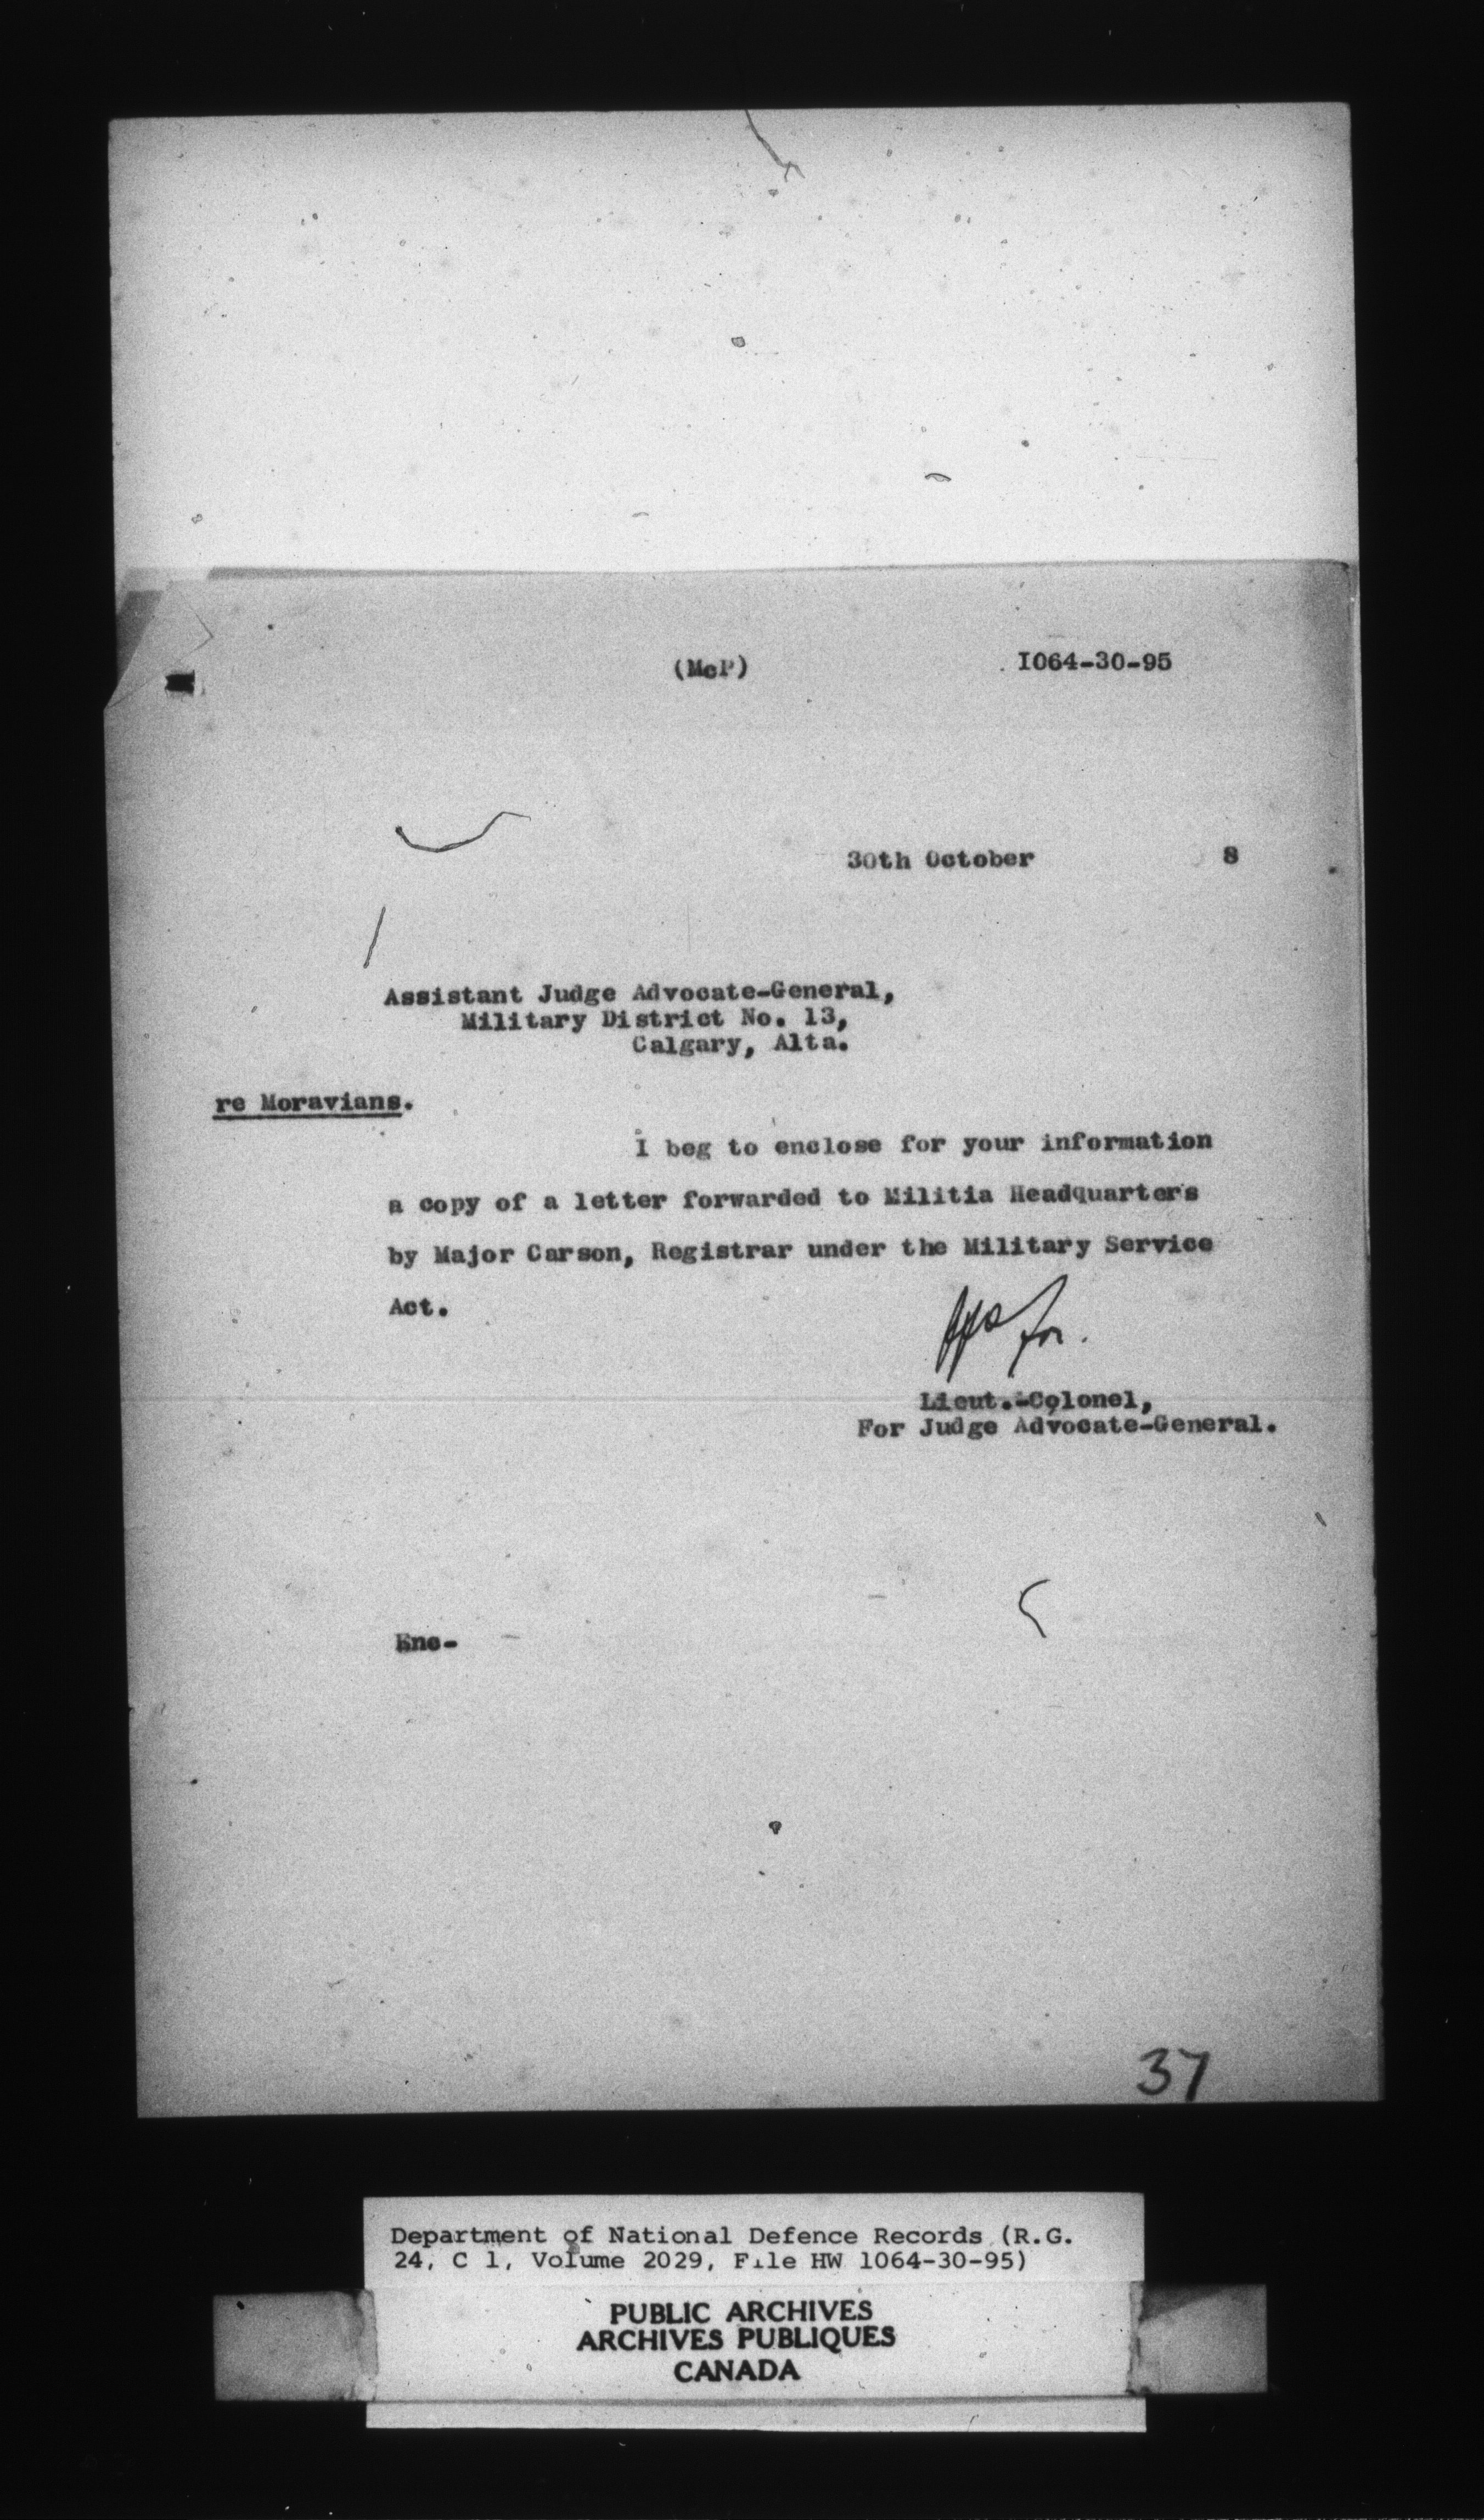 (McP) I064-30-95
30th October 8
Assistant Judge Advocate-General,
Military District No. 13,
Calgary, Alta.
re Moravians.
I beg to enclose for your information
a copy of a letter forwarded to Militia Headquarters
by Major Carson, Registrar under the Military Service
Act.
for.
Lieut.-Colonel,
For Judge Advocate-General.
Enc-
37
Department of National Defence Records (R.G.
24, C 1, Volume 2029, File HW 1064-30-95)
PUBLIC ARCHIVES
ARCHIVES PUBLIQUES
CANADA